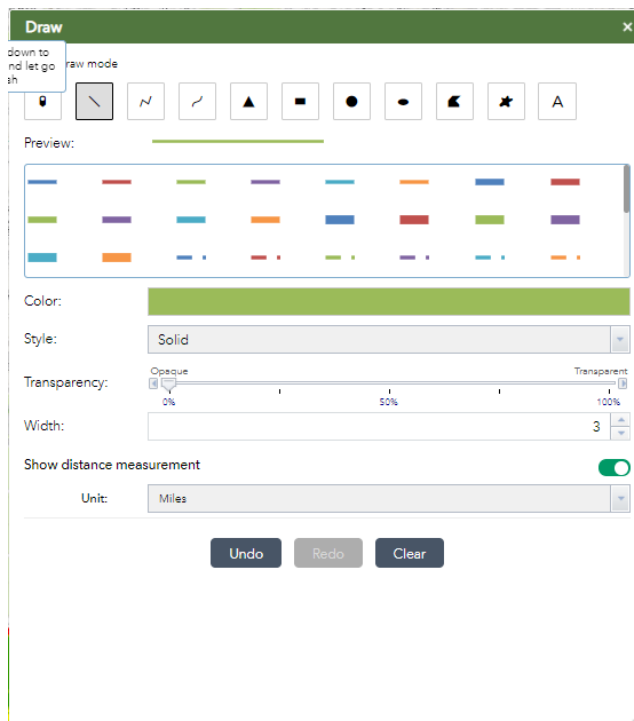 Draw ×
down to
nd let go
ah
raw mode
A
Preview:
Color:
Style: Solid
Opaque Transparent
Transparency:
0% 50% 100%
Width: 3
Show distance measurement
Unit: Miles
Undo Redo Clear